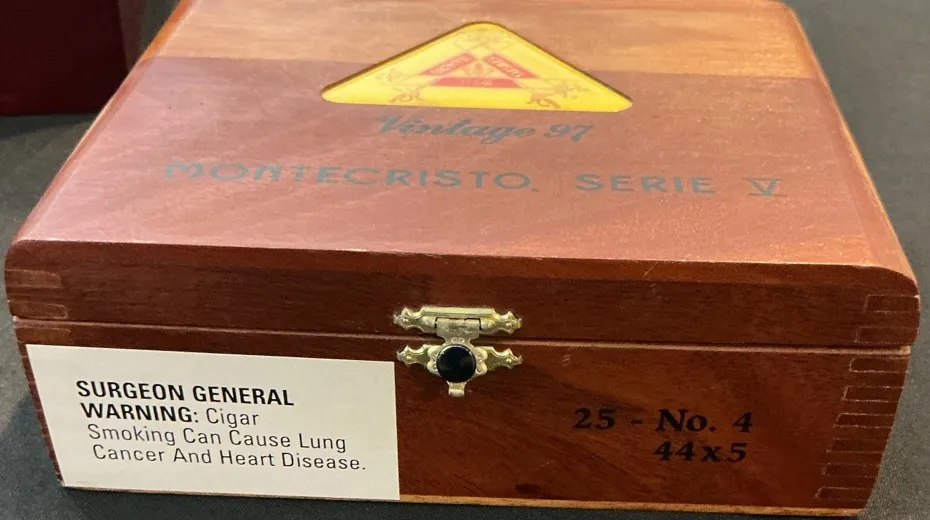 Vintage 97
MONTECRISTO. SERIE V
SURGEON GENERAL
WARNING: Cigar
Smoking Can Cause Lung
Cancer And Heart Disease.
25 - No. 4
44x5